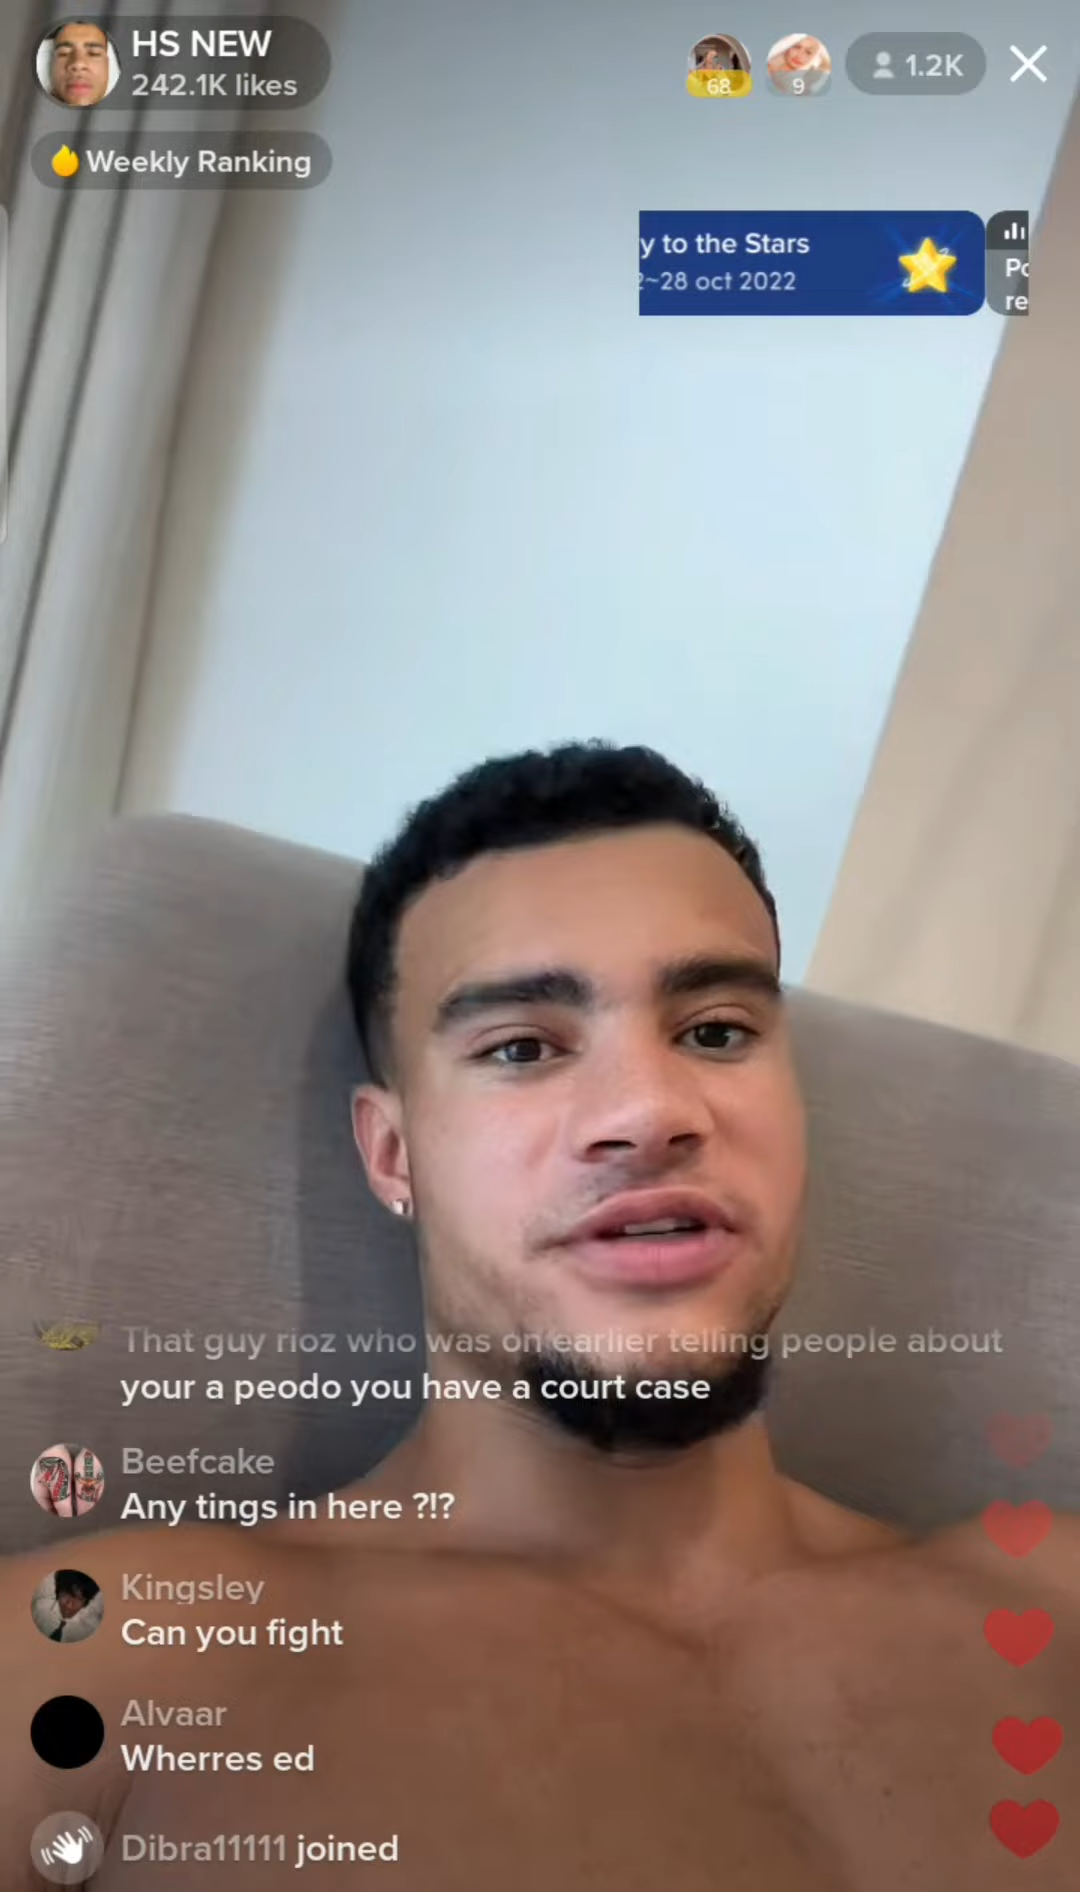 HS NEW
242.1K likes
68
9
1.2K
Weekly Ranking
y to the Stars
~28 oct 2022
Po
re
That guy rioz who was on earlier telling people about
your a peodo you have a court case
Beefcake
Any tings in here ?!?
Kingsley
Can you fight
Alvaar
Wherres ed
Dibra11111 joined